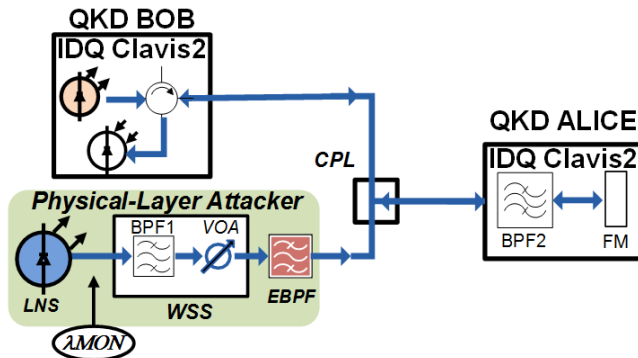 QKD BOB
IDQ Clavis2
QKD ALICE
IDQ Clavis2
CPL
BPF2
FM
Physical-Layer Attacker
BPF1
VOA
LNS
WSS
EBPF
λMON